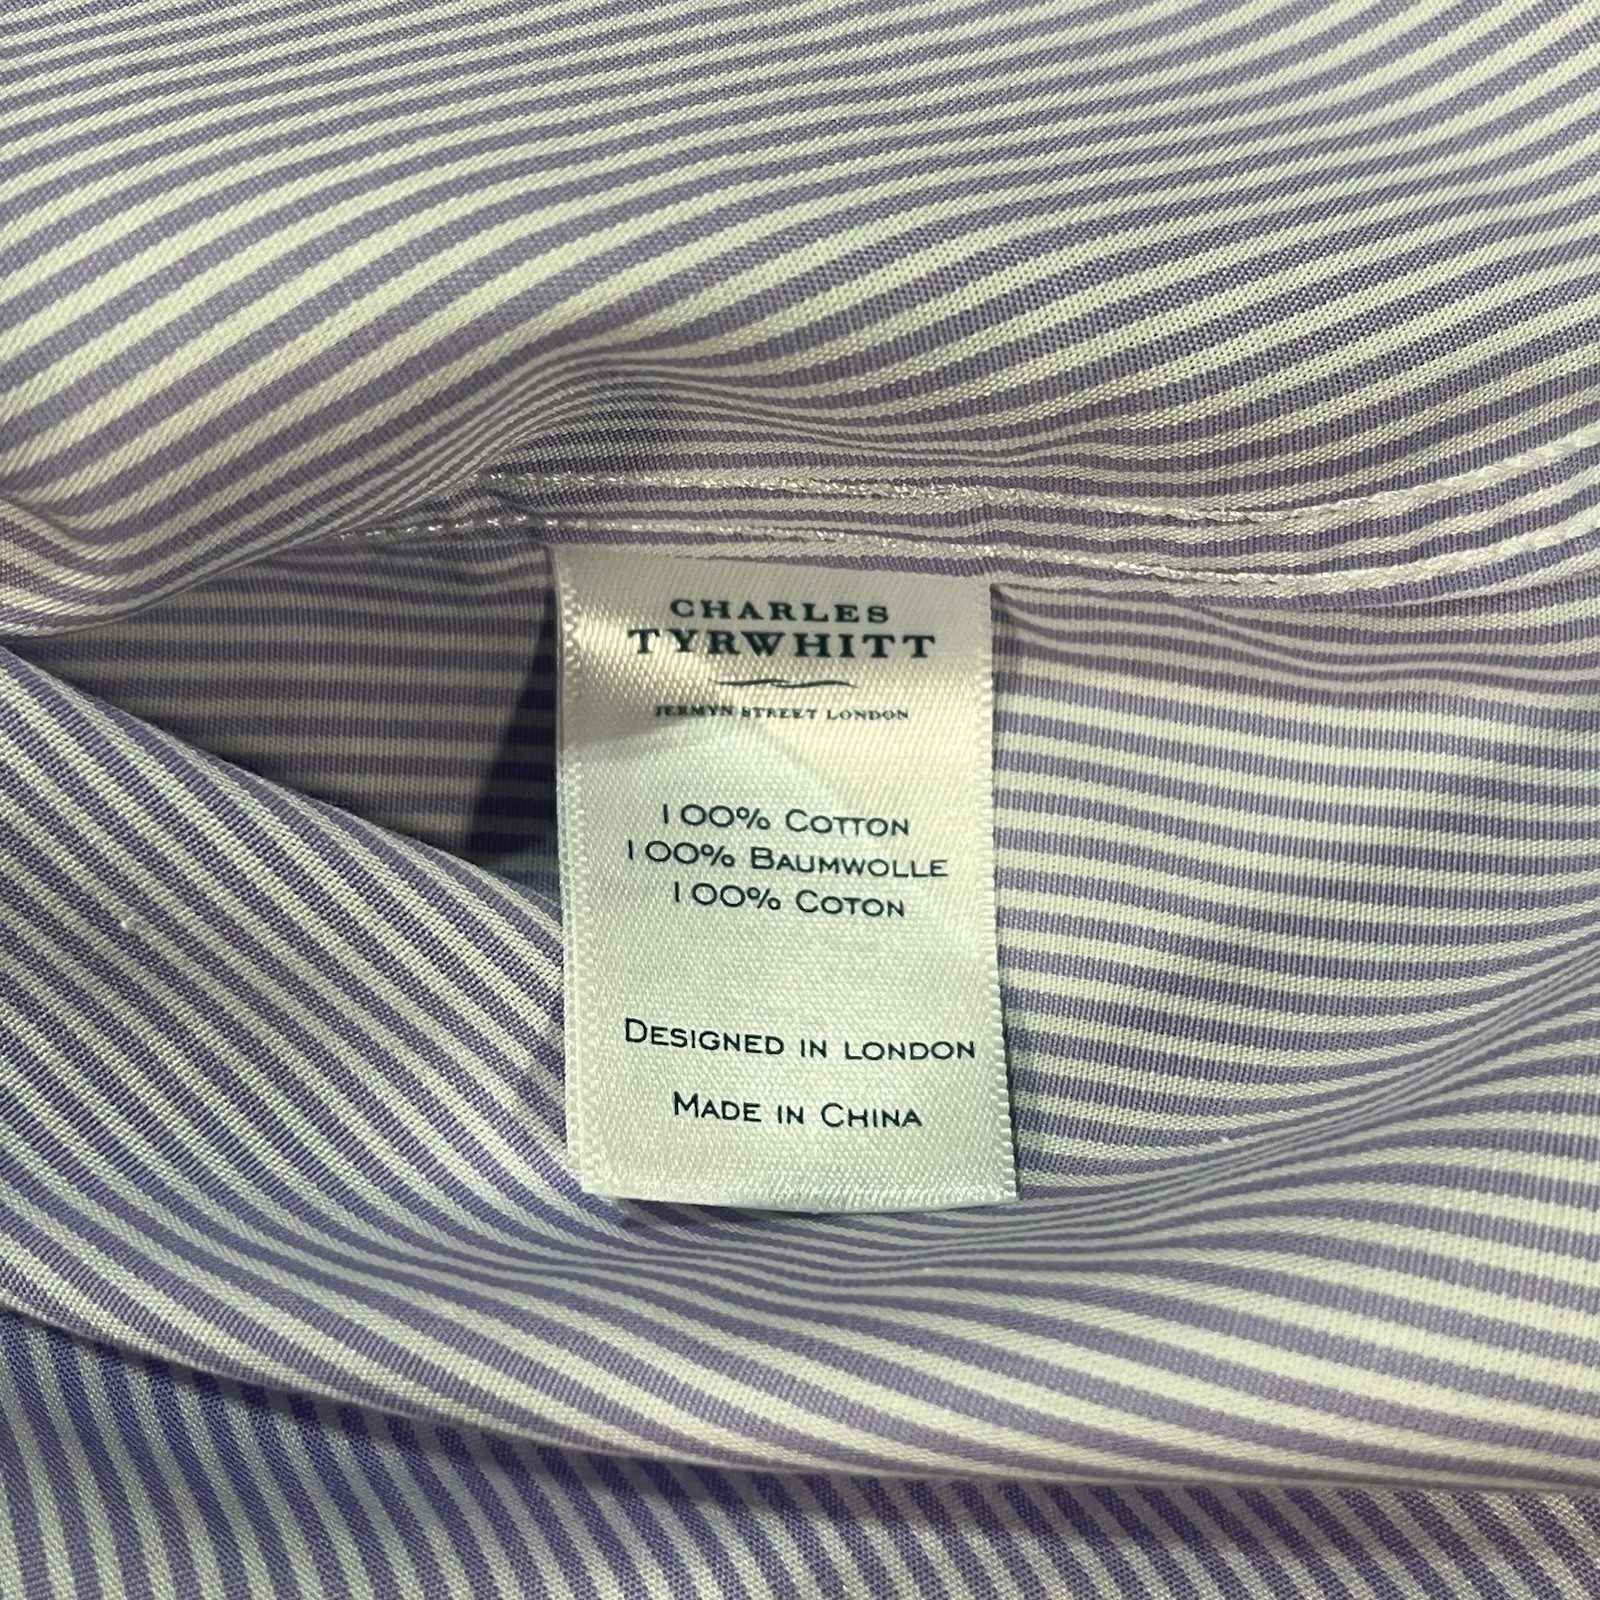 CHARLES
TYRWHITT
JERMYN STREET LONDON
100% COTTON
100% BAUMWOLLE
100% COTON
DESIGNED IN LONDON
MADE IN CHINA